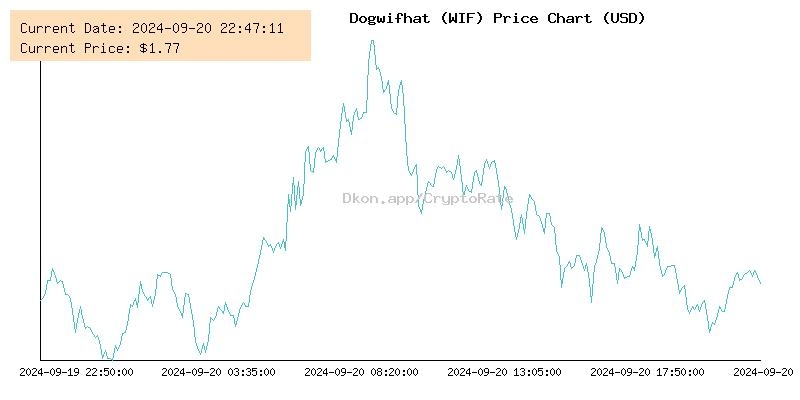 Dogwifhat (WIF) Price Chart (USD)
Current Date: 2024-09-20 22:47:11
Current Price: $1.77
Dkon.app/CryptoRate
2024-09-19 22:50:00 2024-09-20 03:35:00 2024-09-20 08:20:00 2024-09-20 13:05:00 2024-09-20 17:50:00 2024-09-20